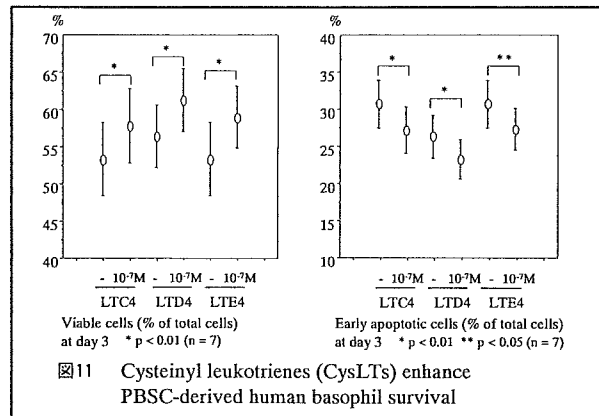 %
70
65
60
55
50
45
40
*
*
*
- 10⁻⁷M - 10⁻⁷M - 10⁻⁷M
LTC4 LTD4 LTE4
Viable cells (% of total cells)
at day 3 * p < 0.01 (n = 7)
%
40
35
30
25
20
15
10
*
*
**
- 10⁻⁷M - 10⁻⁷M - 10⁻⁷M
LTC4 LTD4 LTE4
Early apoptotic cells (% of total cells)
at day 3 * p < 0.01 ** p < 0.05 (n = 7)
図11 Cysteinyl leukotrienes (CysLTs) enhance
PBSC-derived human basophil survival